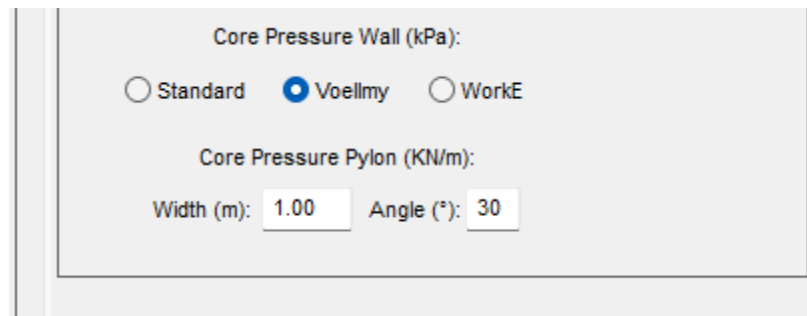 Core Pressure Wall (kPa):
Standard Voellmy WorkE
Core Pressure Pylon (KN/m):
Width (m): 1.00 Angle (°): 30